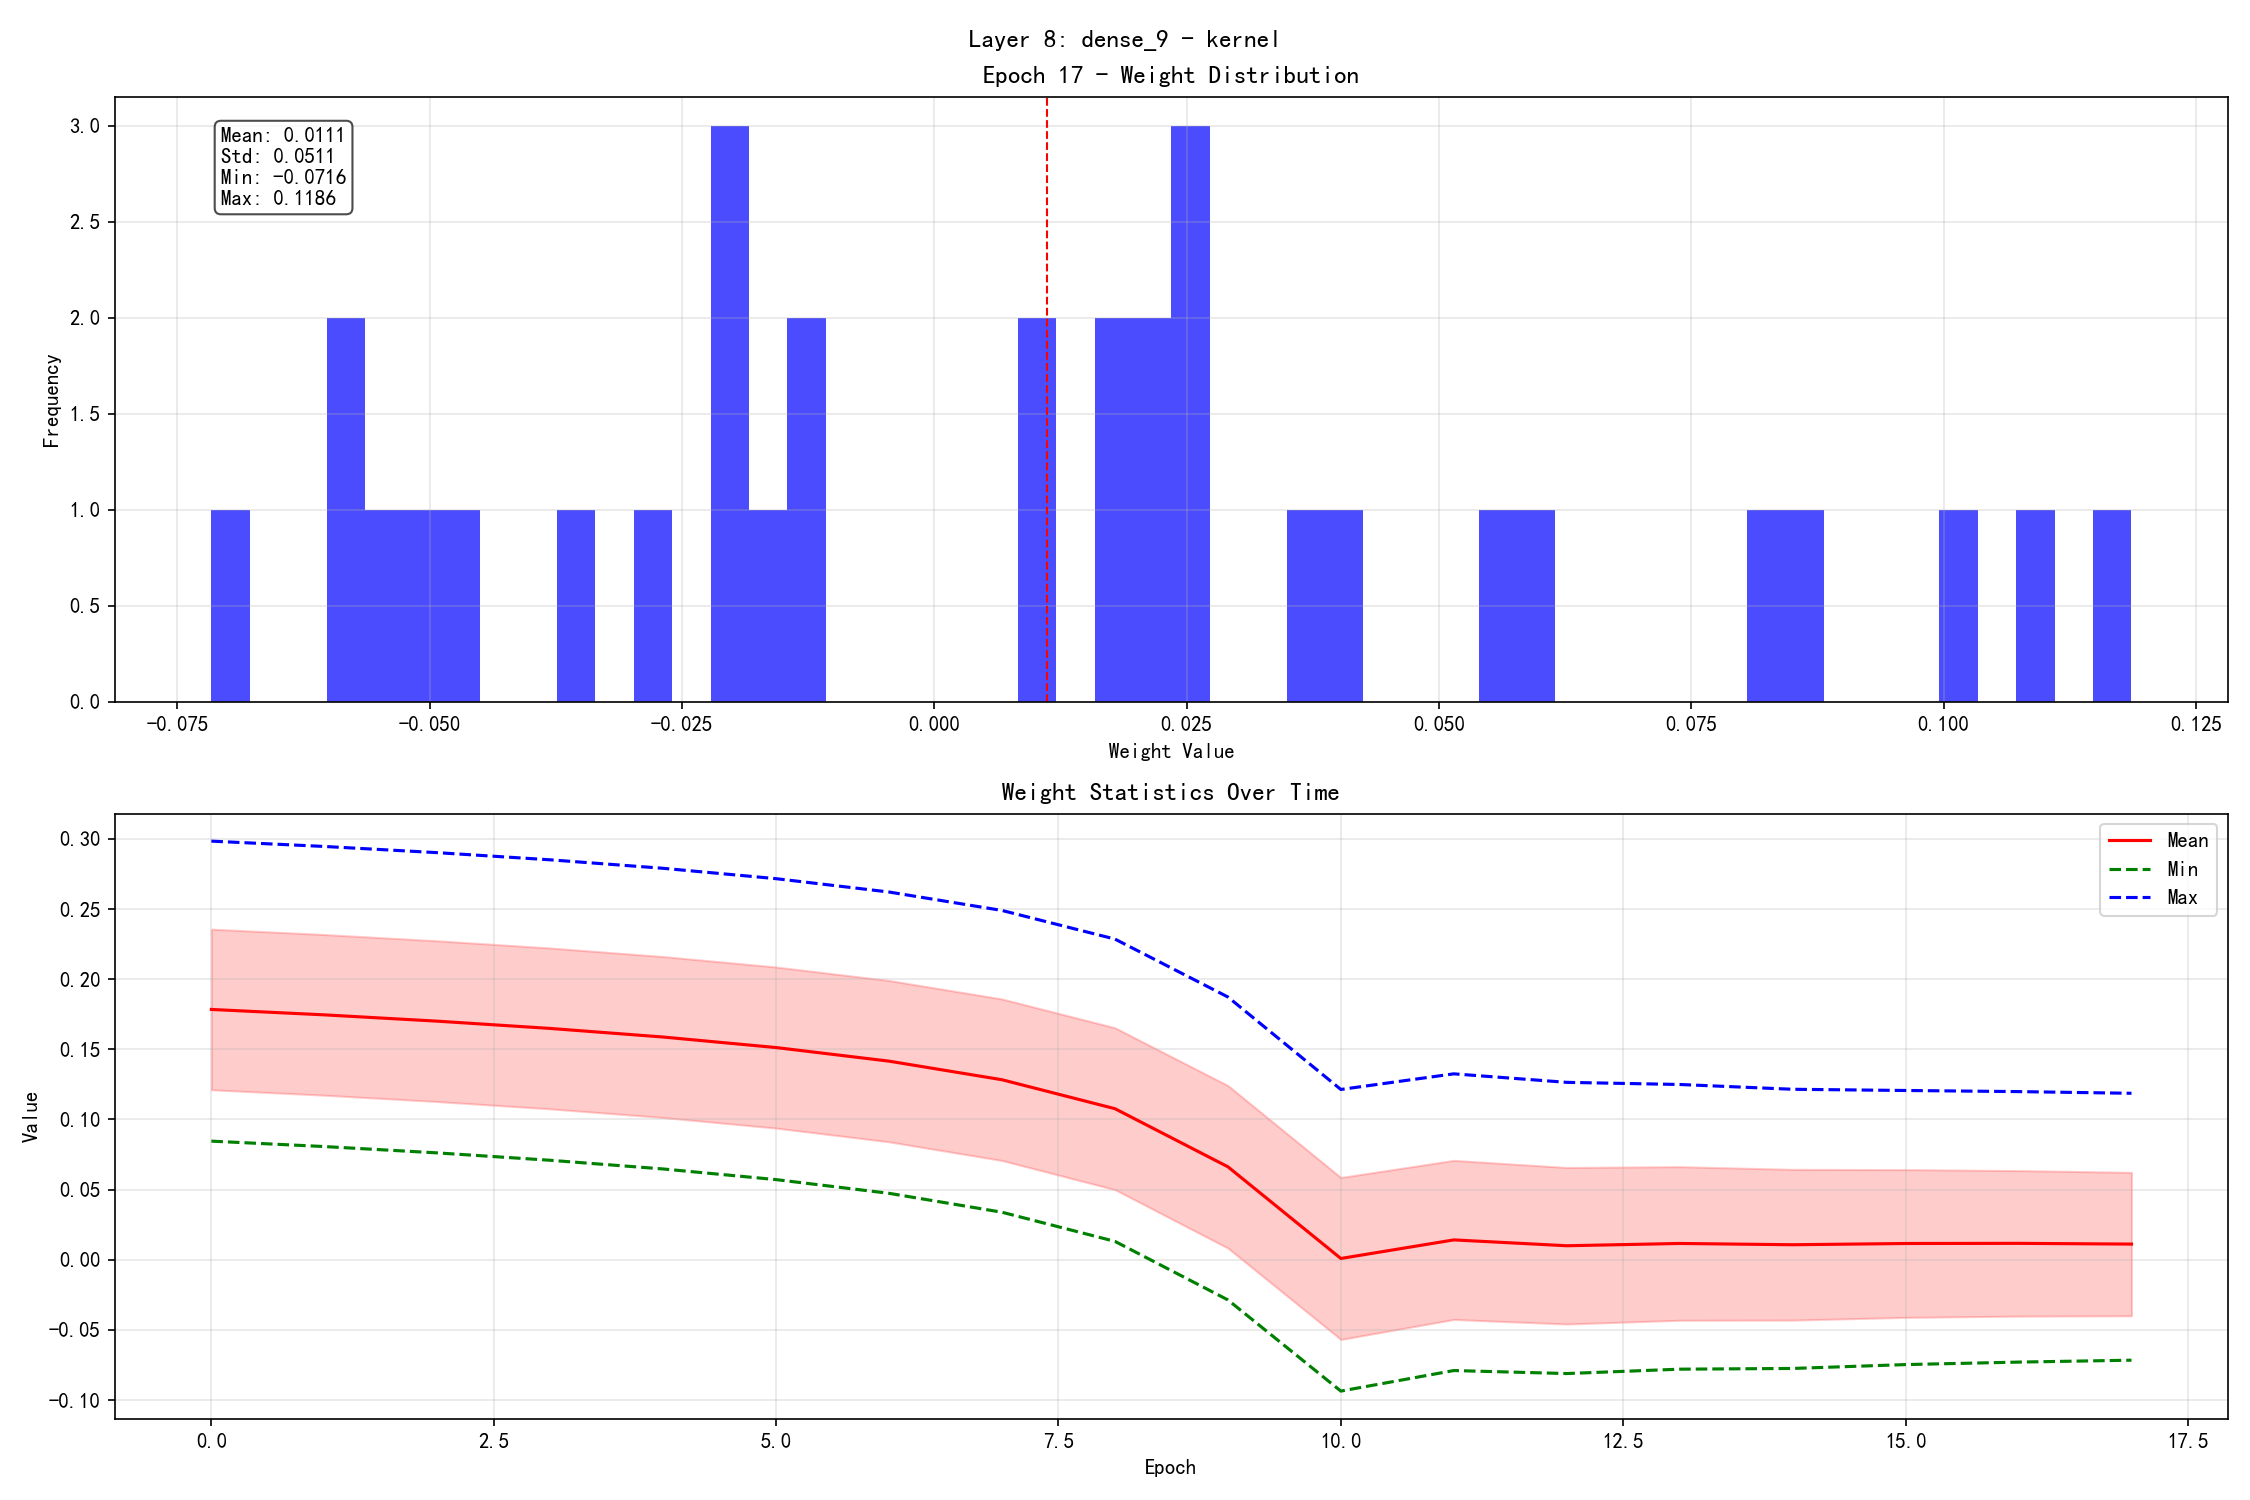 Layer 8: dense_9 - kernel
Epoch 17 - Weight Distribution
Mean: 0.0111
Std: 0.0511
Min: -0.0716
Max: 0.1186
Frequency
3.0
2.5
2.0
1.5
1.0
0.5
0.0
-0.075 -0.050 -0.025 0.000 0.025 0.050 0.075 0.100 0.125
Weight Value
Weight Statistics Over Time
Mean
Min
Max
Value
0.30
0.25
0.20
0.15
0.10
0.05
0.00
-0.05
-0.10
0.0 2.5 5.0 7.5 10.0 12.5 15.0 17.5
Epoch